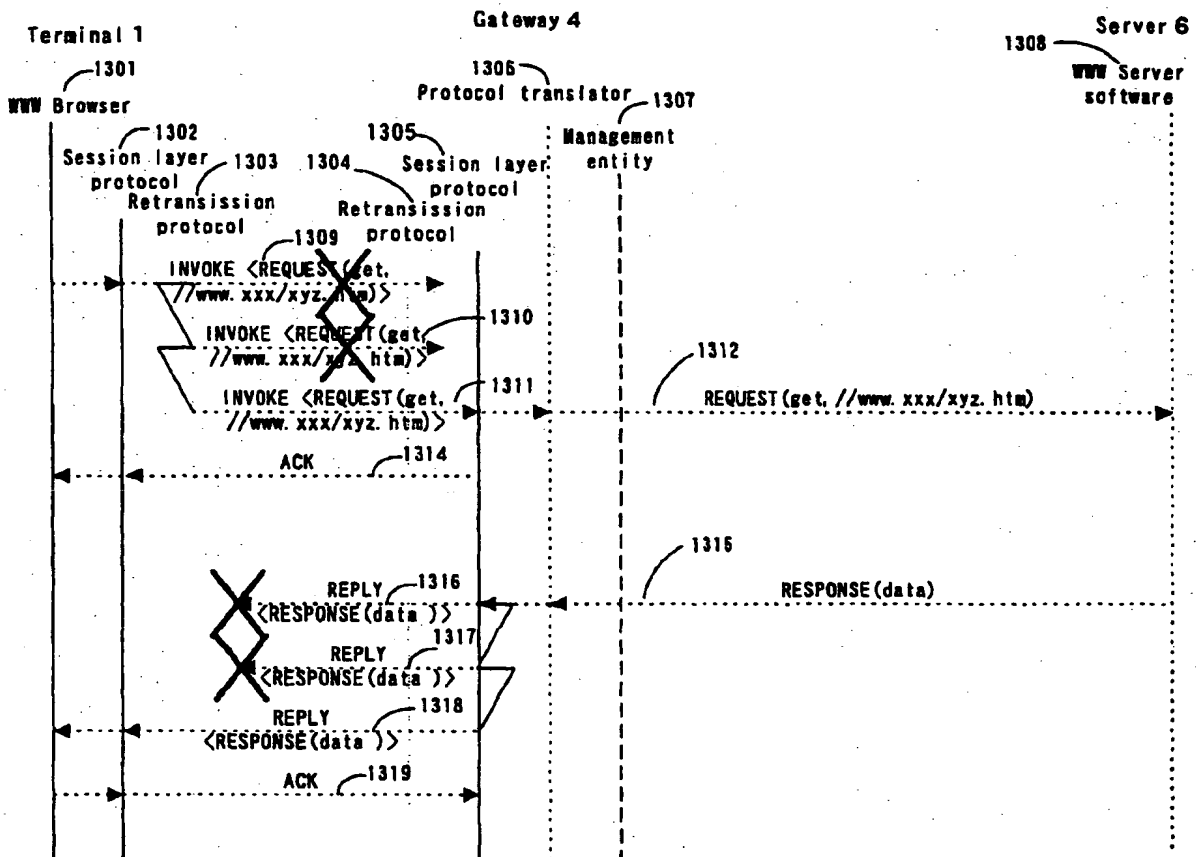 Gateway 4
Terminal 1
Server 6
1308
1301
1306
WWW Server
software
WWW Browser
Protocol translator
1307
1302
1305
Management
entity
Session layer
protocol
1303
1304
Session layer
protocol
Retransission
protocol
Retransission
protocol
1309
INVOKE <REQUEST(get,
//www.xxx/xyz.htm)>
1310
INVOKE <REQUEST(get,
//www.xxx/xyz.htm)>
1312
1311
INVOKE <REQUEST(get,
//www.xxx/xyz.htm)>
REQUEST(get, //www.xxx/xyz.htm)
ACK
1314
1315
REPLY
1316
<RESPONSE(data )>
RESPONSE(data)
1317
REPLY
<RESPONSE(data )>
1318
REPLY
<RESPONSE(data )>
ACK
1319